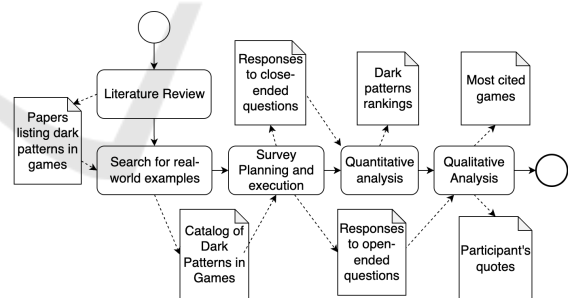 Literature Review
Papers
listing dark
patterns in
games
Search for real-
world examples
Catalog of
Dark
Patterns in
Games
Responses
to close-
ended
questions
Survey
Planning and
execution
Responses
to open-
ended
questions
Dark
patterns
rankings
Quantitative
analysis
Most cited
games
Qualitative
Analysis
Participant's
quotes